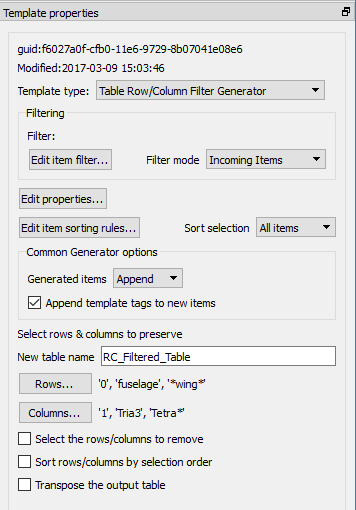 Template properties
guid:f6027a0f-cfb0-11e6-9729-8b07041e08e6
Modified:2017-03-09 15:03:46
Template type: Table Row/Column Filter Generator
Filtering
Filter:
Edit item filter... Filter mode Incoming Items
Edit properties...
Edit item sorting rules... Sort selection All items
Common Generator options
Generated items Append
Append template tags to new items
Select rows & columns to preserve
New table name RC_Filtered_Table
Rows... '0', 'fuselage', '*wing*'
Columns... '1', 'Tria3', 'Tetra*'
Select the rows/columns to remove
Sort rows/columns by selection order
Transpose the output table